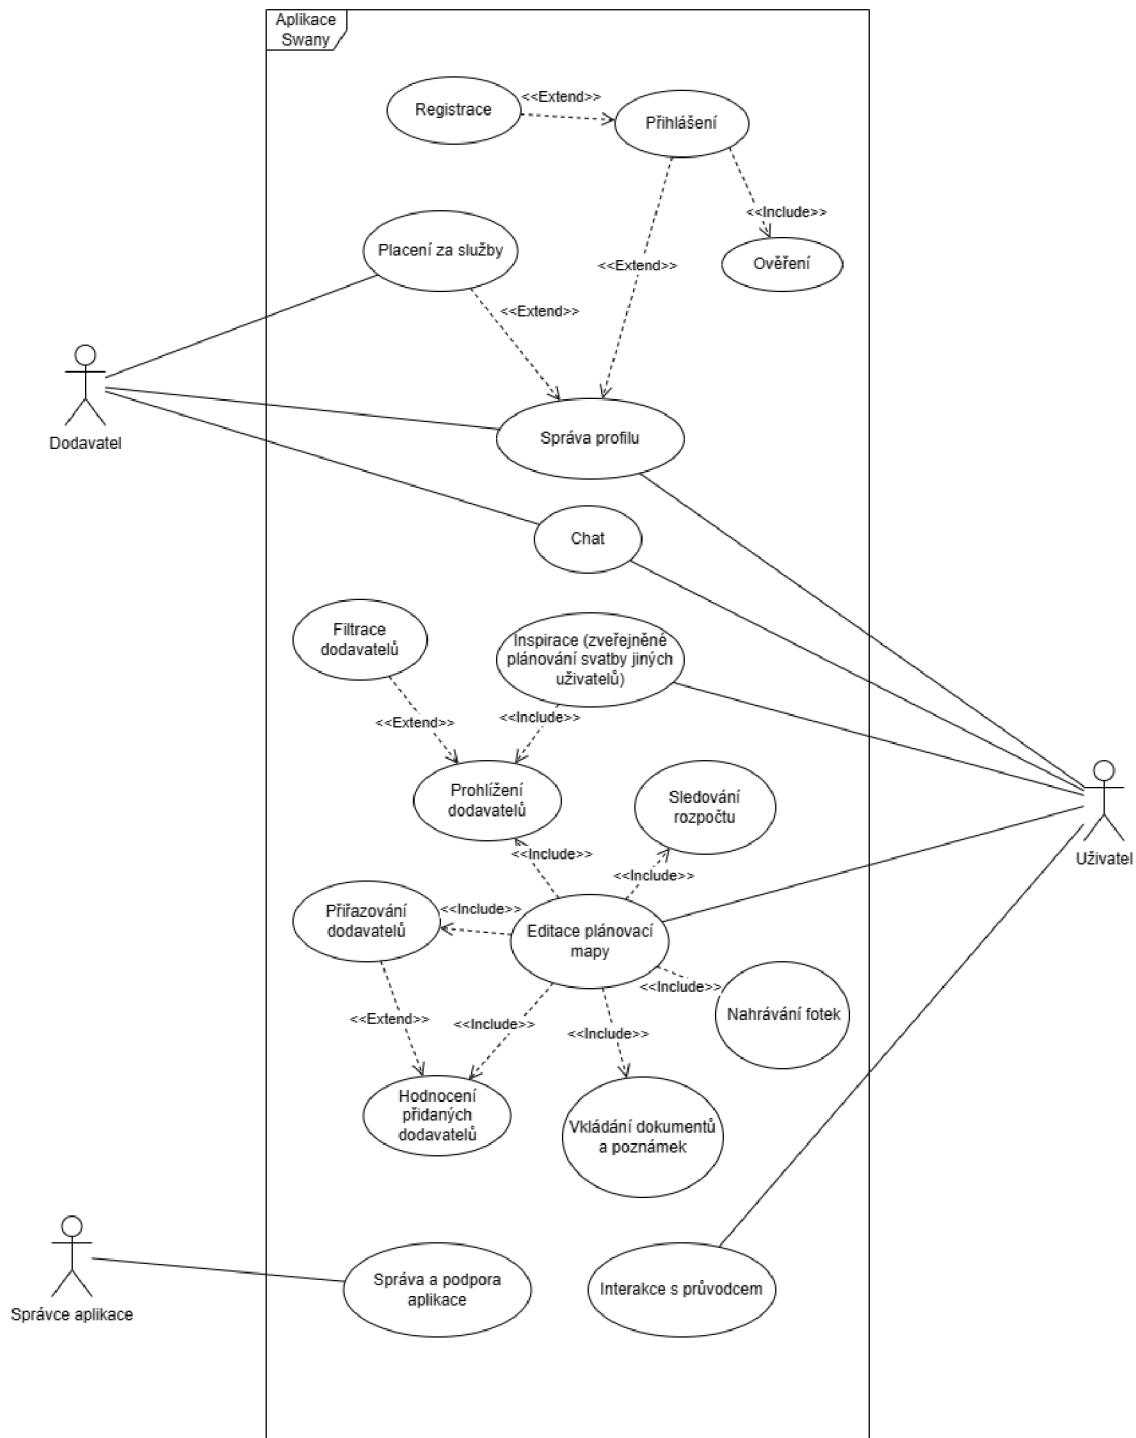 Aplikace
Swany
Registrace
<<Extend>>
Přihlášení
<<Include>>
Placení za služby
Ověření
<<Extend>>
<<Extend>>
Dodavatel
Správa profilu
Chat
Filtrace
dodavatelů
Inspirace (zveřejněné
plánování svatby jiných
uživatelů)
<<Extend>>
<<Include>>
Prohlížení
dodavatelů
Sledování
rozpočtu
Uživatel
<<Include>>
<<Include>>
Přiřazování
dodavatelů
<<Include>>
Editace plánovací
mapy
<<Include>>
Nahrávání fotek
<<Extend>>
<<Include>>
<<Include>>
Hodnocení
přidaných
dodavatelů
Vkládání dokumentů
a poznámek
Správce aplikace
Správa a podpora
aplikace
Interakce s průvodcem